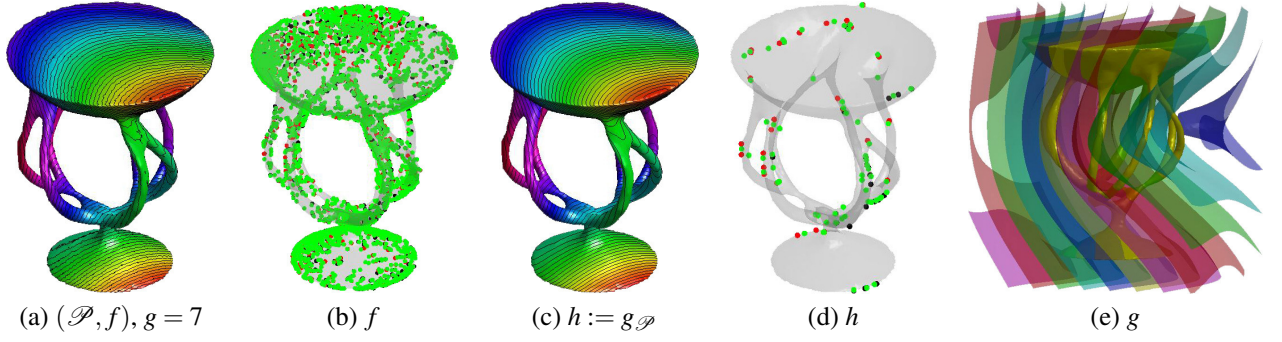 (a) (𝒫, f), g = 7
(b) f
(c) h := g𝒫
(d) h
(e) g